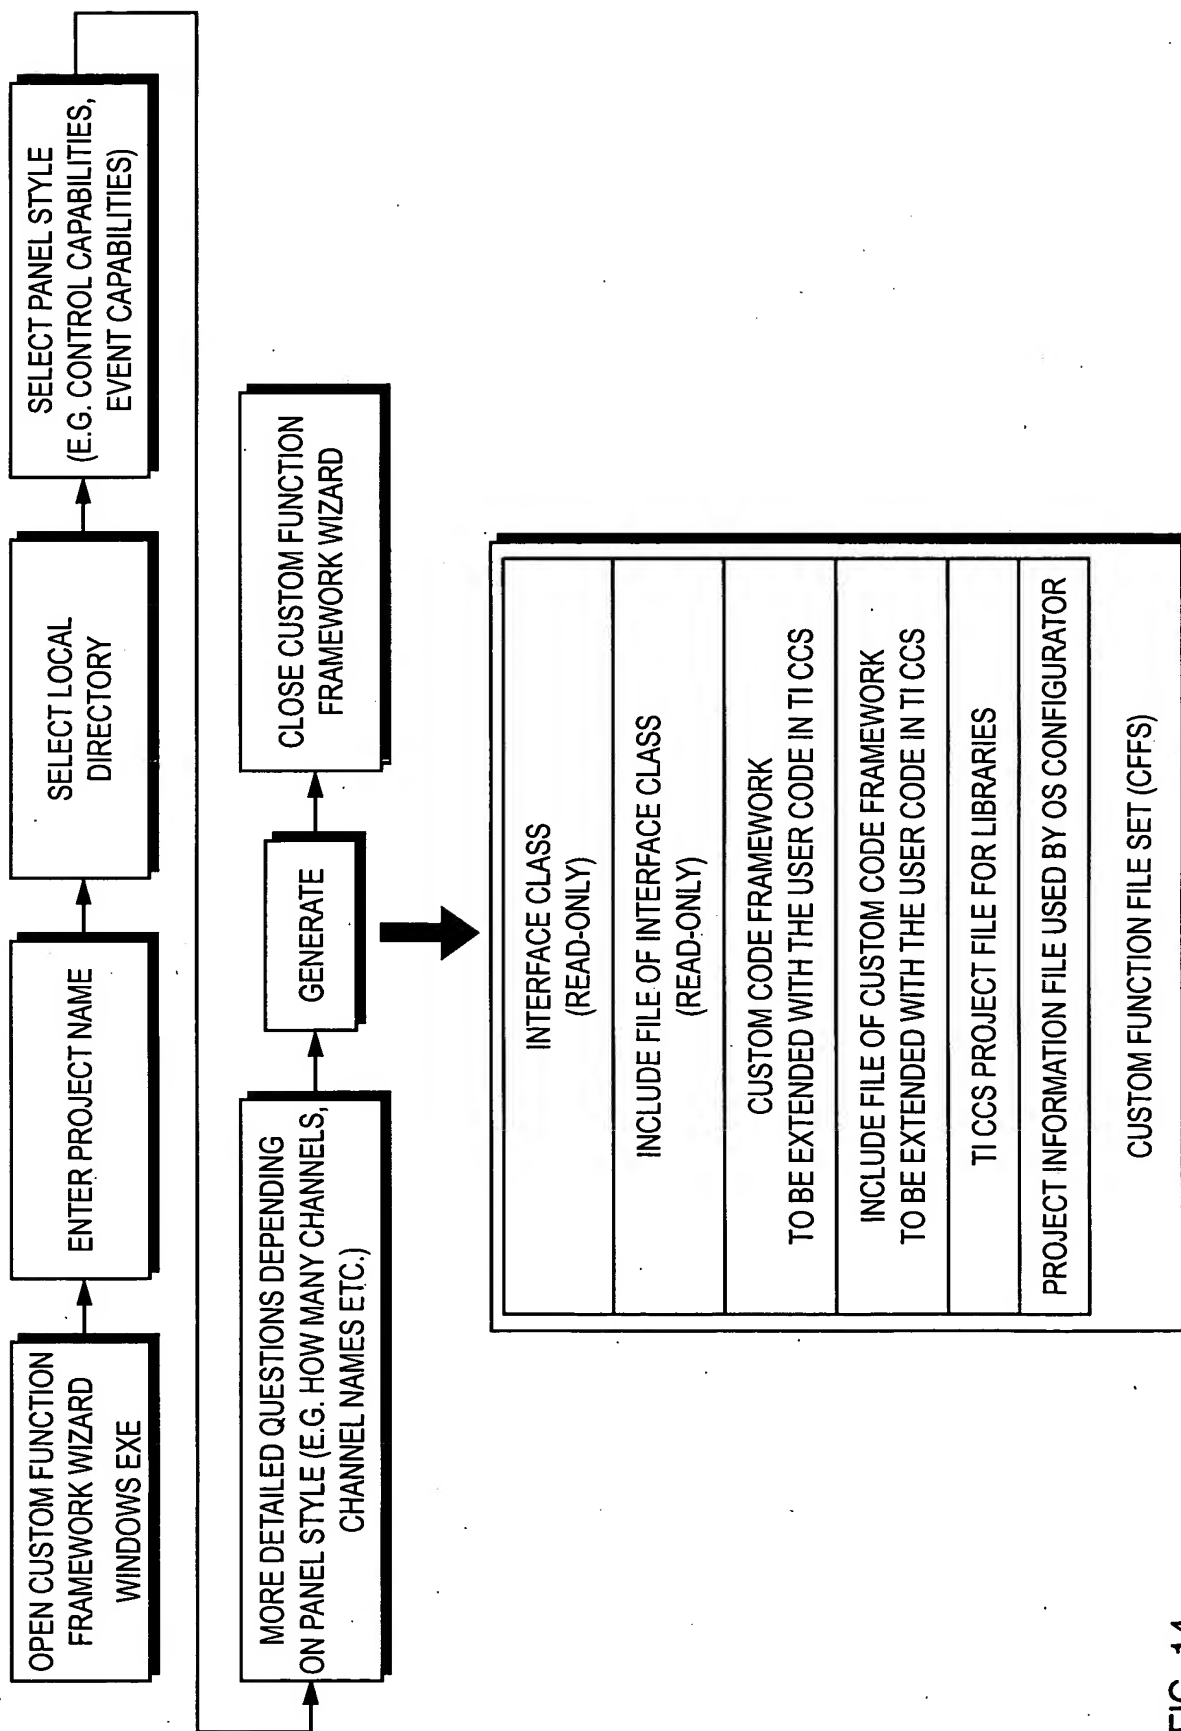 OPEN CUSTOM FUNCTION
FRAMEWORK WIZARD
WINDOWS EXE
ENTER PROJECT NAME
SELECT LOCAL
DIRECTORY
SELECT PANEL STYLE
(E.G. CONTROL CAPABILITIES,
EVENT CAPABILITIES)
MORE DETAILED QUESTIONS DEPENDING
ON PANEL STYLE (E.G. HOW MANY CHANNELS,
CHANNEL NAMES ETC.)
GENERATE
CLOSE CUSTOM FUNCTION
FRAMEWORK WIZARD
INTERFACE CLASS
(READ-ONLY)
INCLUDE FILE OF INTERFACE CLASS
(READ-ONLY)
CUSTOM CODE FRAMEWORK
TO BE EXTENDED WITH THE USER CODE IN TI CCS
INCLUDE FILE OF CUSTOM CODE FRAMEWORK
TO BE EXTENDED WITH THE USER CODE IN TI CCS
TI CCS PROJECT FILE FOR LIBRARIES
PROJECT INFORMATION FILE USED BY OS CONFIGURATOR
CUSTOM FUNCTION FILE SET (CFFS)
FIG. 14